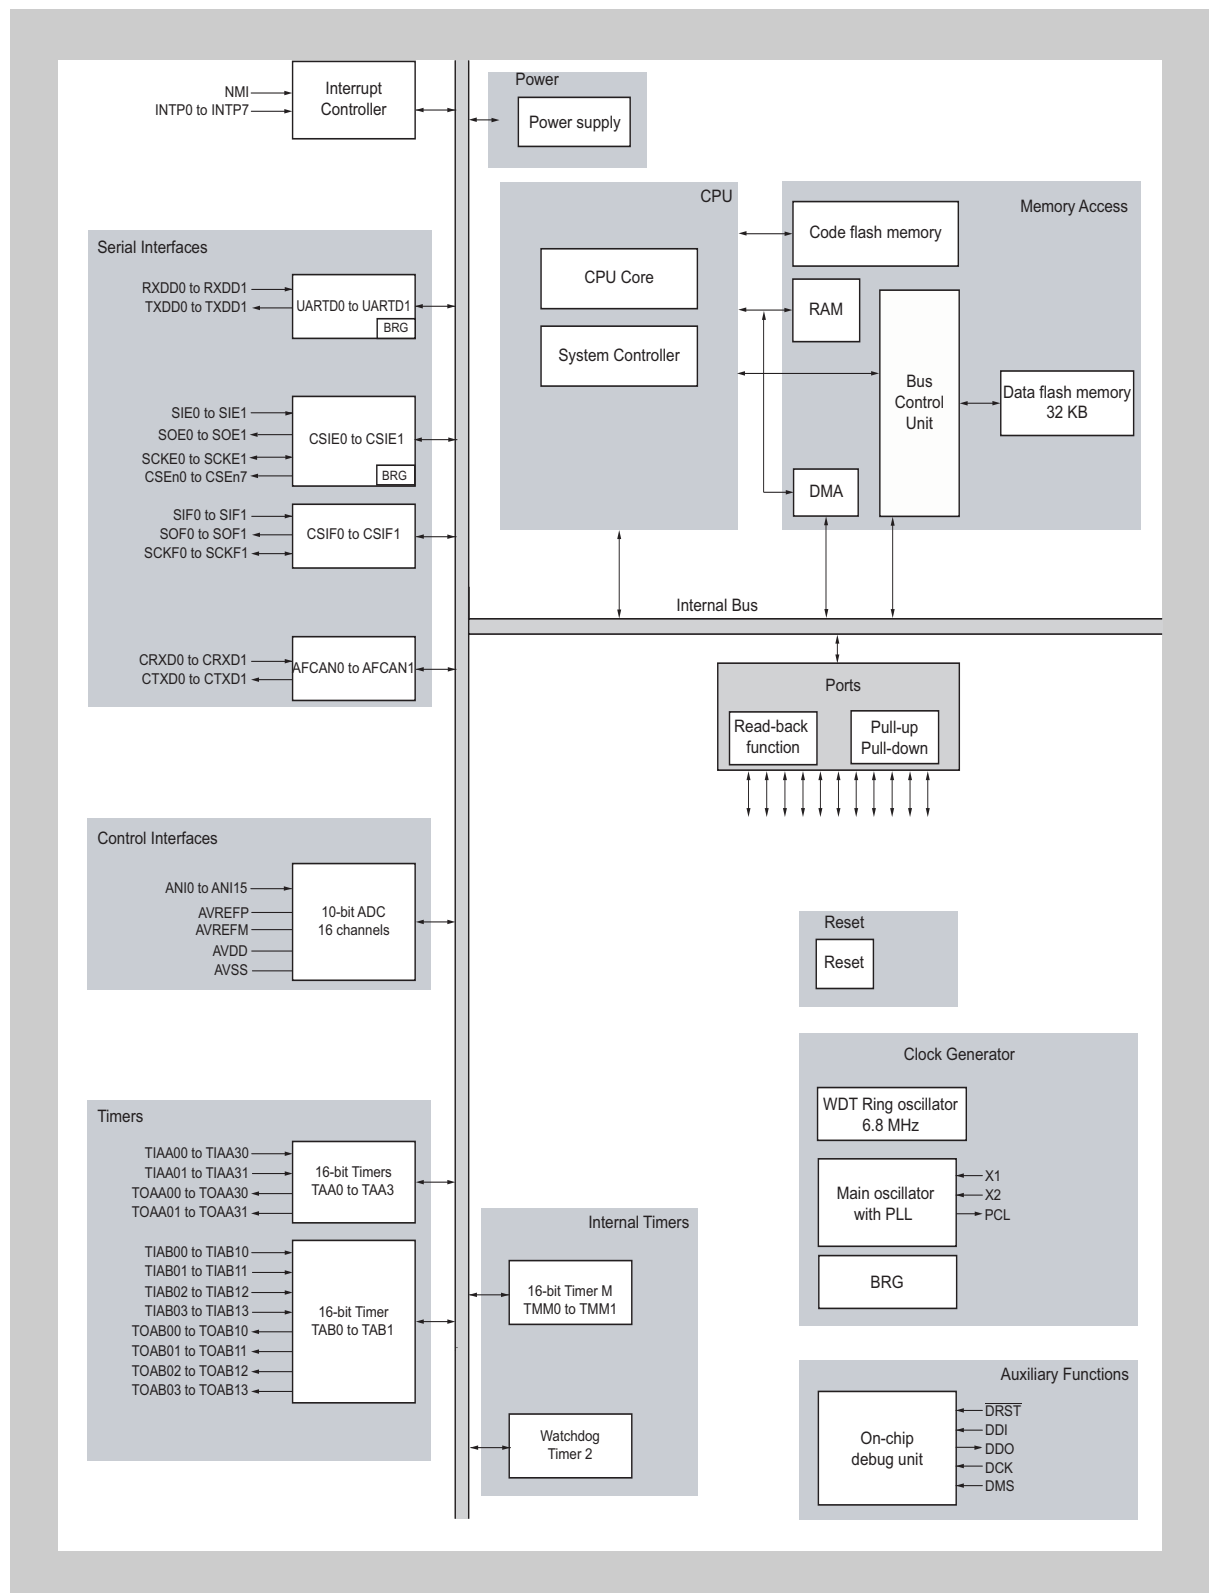 NMI
INTP0 to INTP7
Interrupt
Controller
Power
Power supply
Serial Interfaces
RXDD0 to RXDD1
TXDD0 to TXDD1
UARTD0 to UARTD1
BRG
SIE0 to SIE1
SOE0 to SOE1
SCKE0 to SCKE1
CSEn0 to CSEn7
CSIE0 to CSIE1
BRG
SIF0 to SIF1
SOF0 to SOF1
SCKF0 to SCKF1
CSIF0 to CSIF1
CRXD0 to CRXD1
CTXD0 to CTXD1
AFCAN0 to AFCAN1
CPU
CPU Core
System Controller
Memory Access
Code flash memory
RAM
Bus
Control
Unit
Data flash memory
32 KB
DMA
Internal Bus
Ports
Read-back
function
Pull-up
Pull-down
Control Interfaces
ANI0 to ANI15
AVREFP
AVREFM
AVDD
AVSS
10-bit ADC
16 channels
Reset
Reset
Clock Generator
WDT Ring oscillator
6.8 MHz
Main oscillator
with PLL
X1
X2
PCL
BRG
Timers
TIAA00 to TIAA30
TIAA01 to TIAA31
TOAA00 to TOAA30
TOAA01 to TOAA31
16-bit Timers
TAA0 to TAA3
TIAB00 to TIAB10
TIAB01 to TIAB11
TIAB02 to TIAB12
TIAB03 to TIAB13
TOAB00 to TOAB10
TOAB01 to TOAB11
TOAB02 to TOAB12
TOAB03 to TOAB13
16-bit Timer
TAB0 to TAB1
Internal Timers
16-bit Timer M
TMM0 to TMM1
Watchdog
Timer 2
Auxiliary Functions
On-chip
debug unit
DRST
DDI
DDO
DCK
DMS